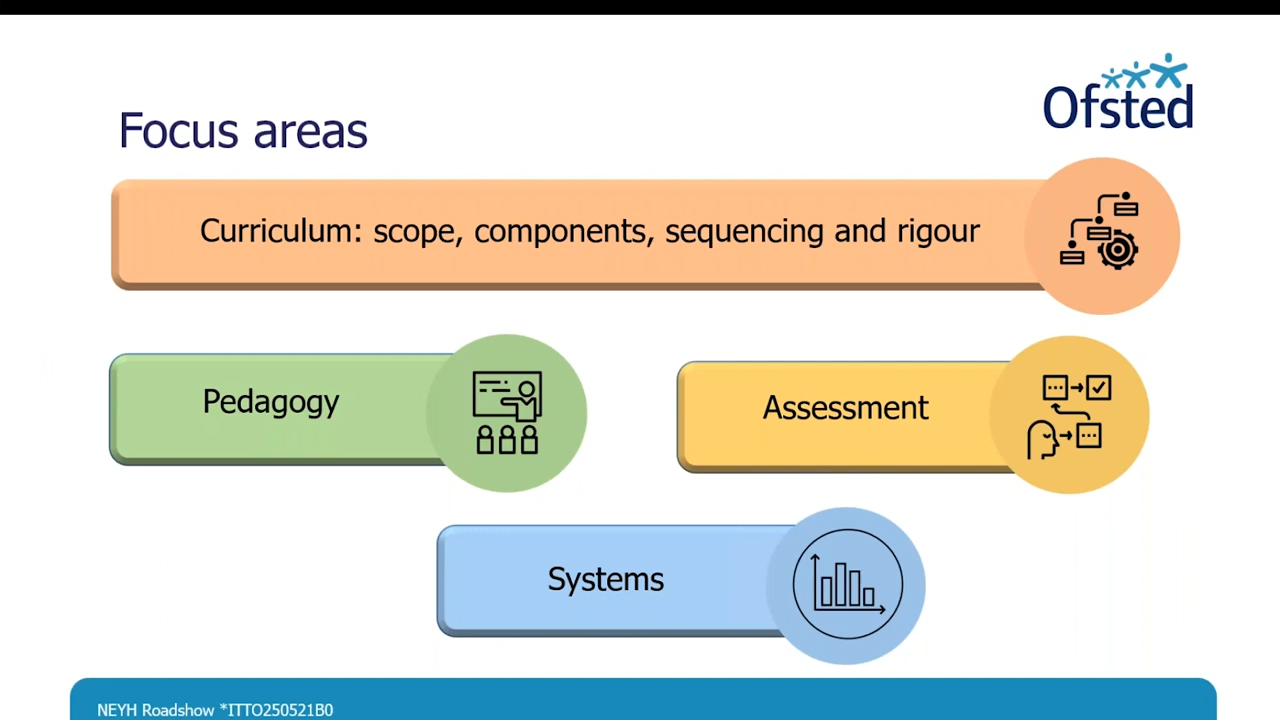 Ofsted
Focus areas
Curriculum: scope, components, sequencing and rigour
Pedagogy
Assessment
Systems
NEYH Roadshow *ITTO250521B0